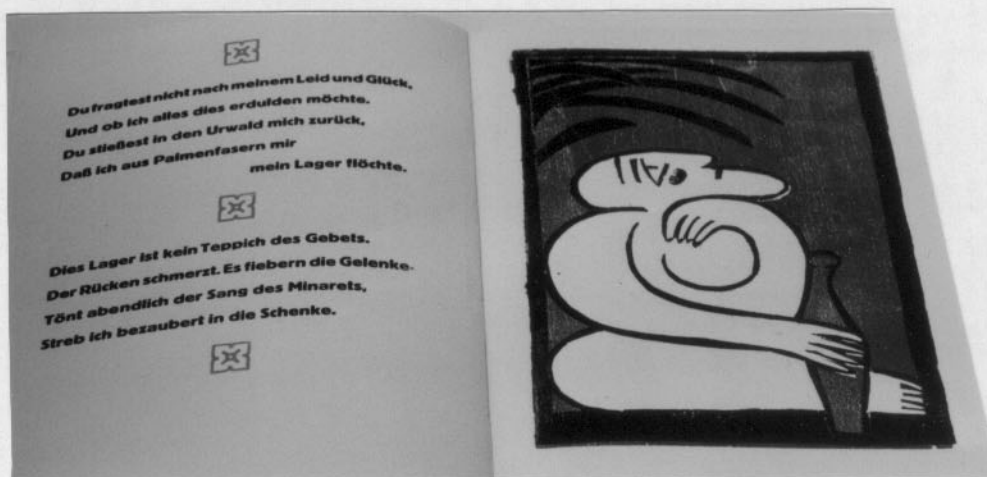 Du fragtest nicht nach meinem Leid und Glück,
Und ob ich alles dies erdulden möchte.
Du stießest in den Urwald mich zurück,
Daß ich aus Palmenfasern mir
mein Lager flöchte.
Dies Lager ist kein Teppich des Gebets.
Der Rücken schmerzt. Es fiebern die Gelenke.
Tönt abendlich der Sang des Minarets,
Streb ich bezaubert in die Schenke.